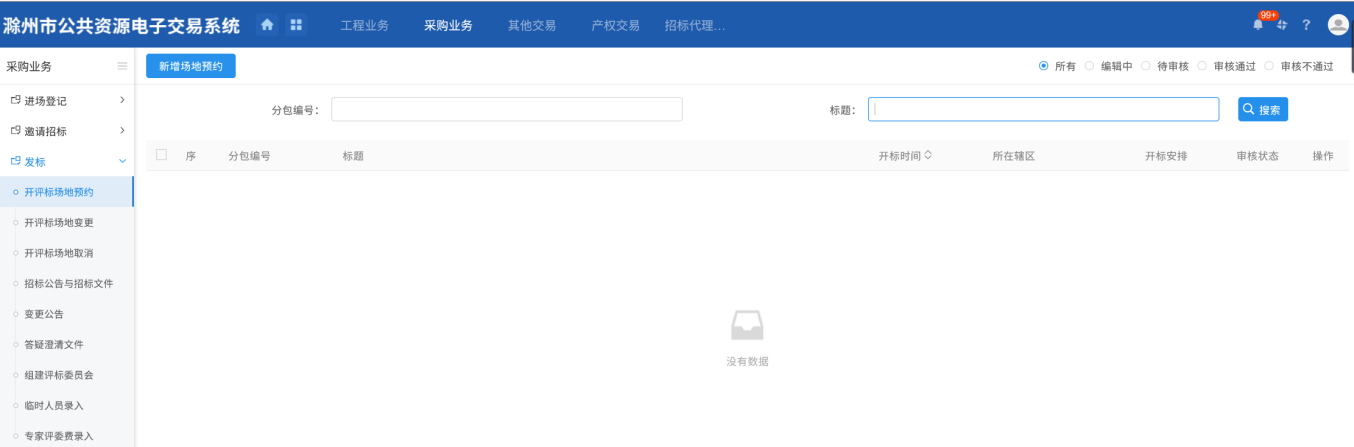 滁州市公共资源电子交易系统 工程业务 采购业务 其他交易 产权交易 招标代理... 99+ ?
采购业务 新增场地预约 所有 编辑中 待审核 审核通过 审核不通过
进场登记
分包编号： 标题： 搜索
邀请招标
序 分包编号 标题 开标时间 所在辖区 开标安排 审核状态 操作
发标
开评标场地预约
开评标场地变更
开评标场地取消
招标公告与招标文件
变更公告
答疑澄清文件
没有数据
组建评标委员会
临时人员录入
专家评委费录入